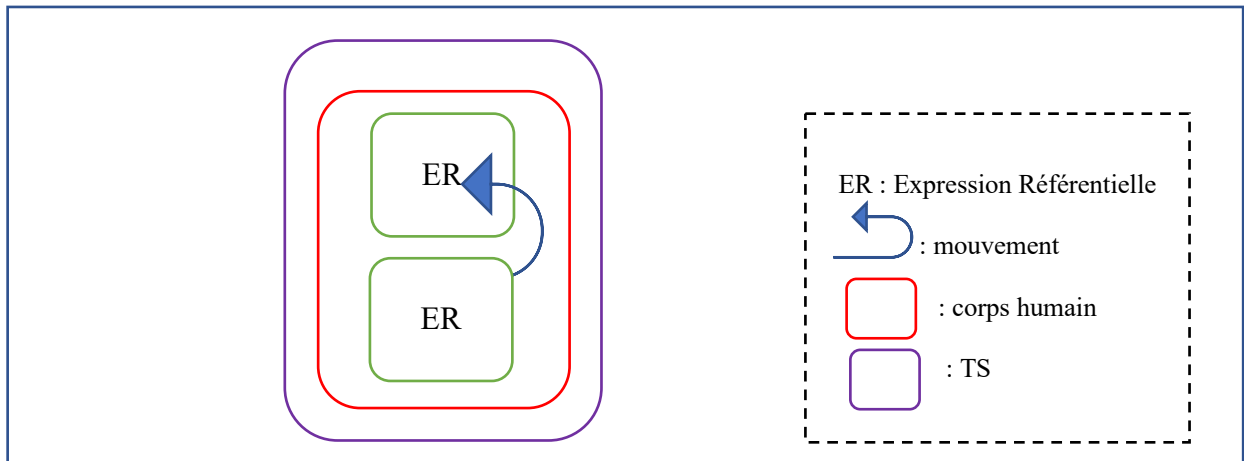 ER
ER
ER : Expression Référentielle
: mouvement
: corps humain
: TS